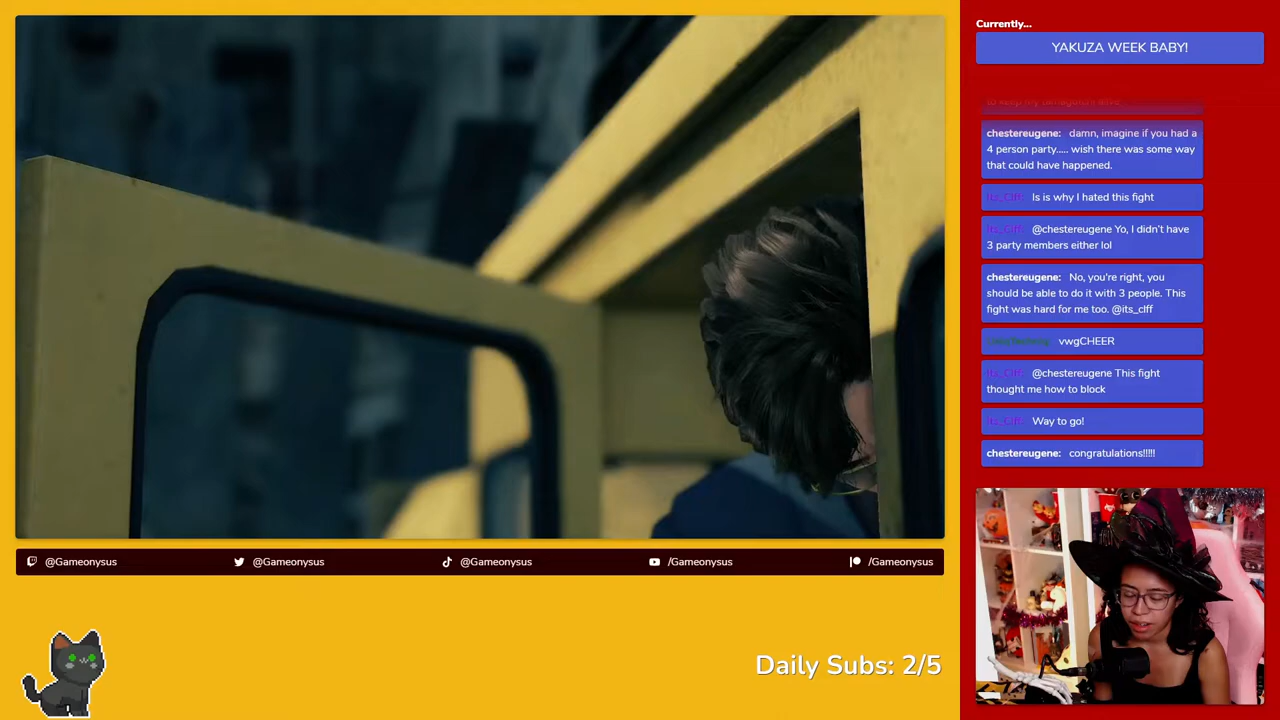 Currently...
YAKUZA WEEK BABY!
chestereugene: damn, imagine if you had a
4 person party..... wish there was some way
that could have happened.
Its_Clff: Is is why I hated this fight
Its_Clff: @chestereugene Yo, I didn't have
3 party members either lol
chestereugene: No, you're right, you
should be able to do it with 3 people. This
fight was hard for me too. @its_clff
vwgCHEER
Its_Clff: @chestereugene This fight
thought me how to block
Its_Clff: Way to go!
chestereugene: congratulations!!!!!
@Gameonysus
@Gameonysus
@Gameonysus
/Gameonysus
/Gameonysus
Daily Subs: 2/5